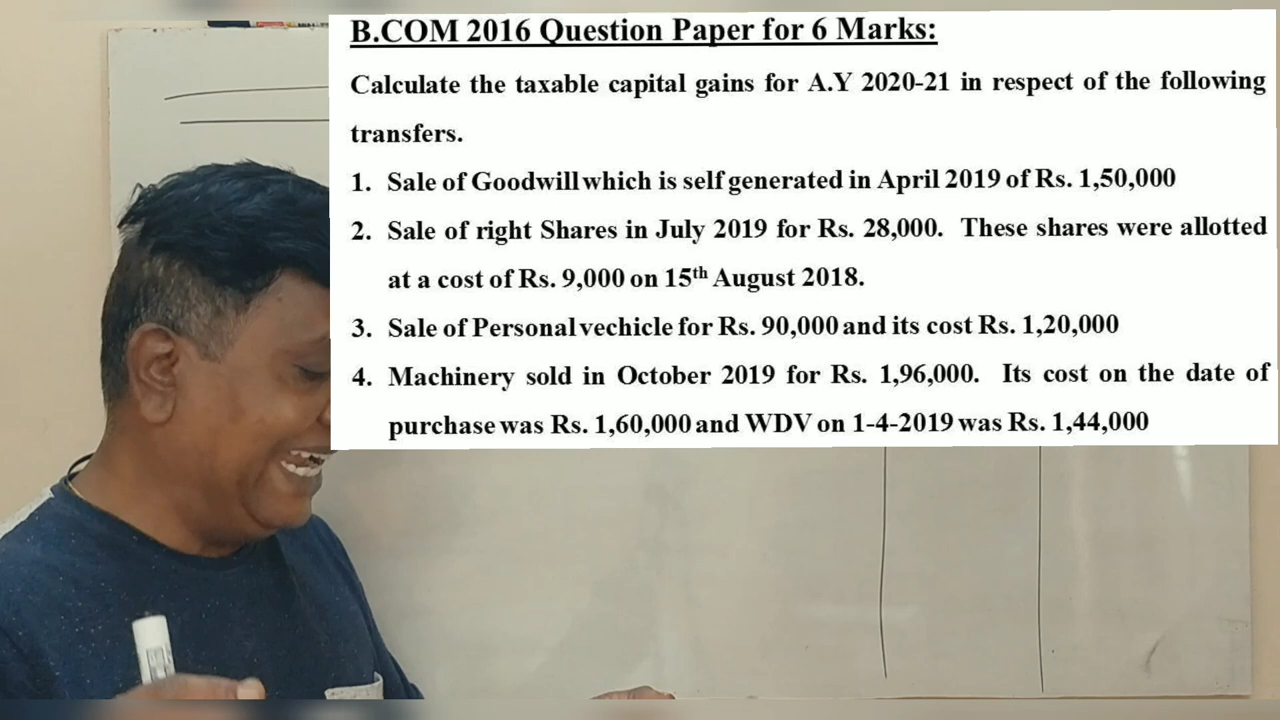 B.COM 2016 Question Paper for 6 Marks:
Calculate the taxable capital gains for A.Y 2020-21 in respect of the following
transfers.
1. Sale of Goodwill which is self generated in April 2019 of Rs. 1,50,000
2. Sale of right Shares in July 2019 for Rs. 28,000. These shares were allotted
at a cost of Rs. 9,000 on 15th August 2018.
3. Sale of Personal vechicle for Rs. 90,000 and its cost Rs. 1,20,000
4. Machinery sold in October 2019 for Rs. 1,96,000. Its cost on the date of
purchase was Rs. 1,60,000 and WDV on 1-4-2019 was Rs. 1,44,000